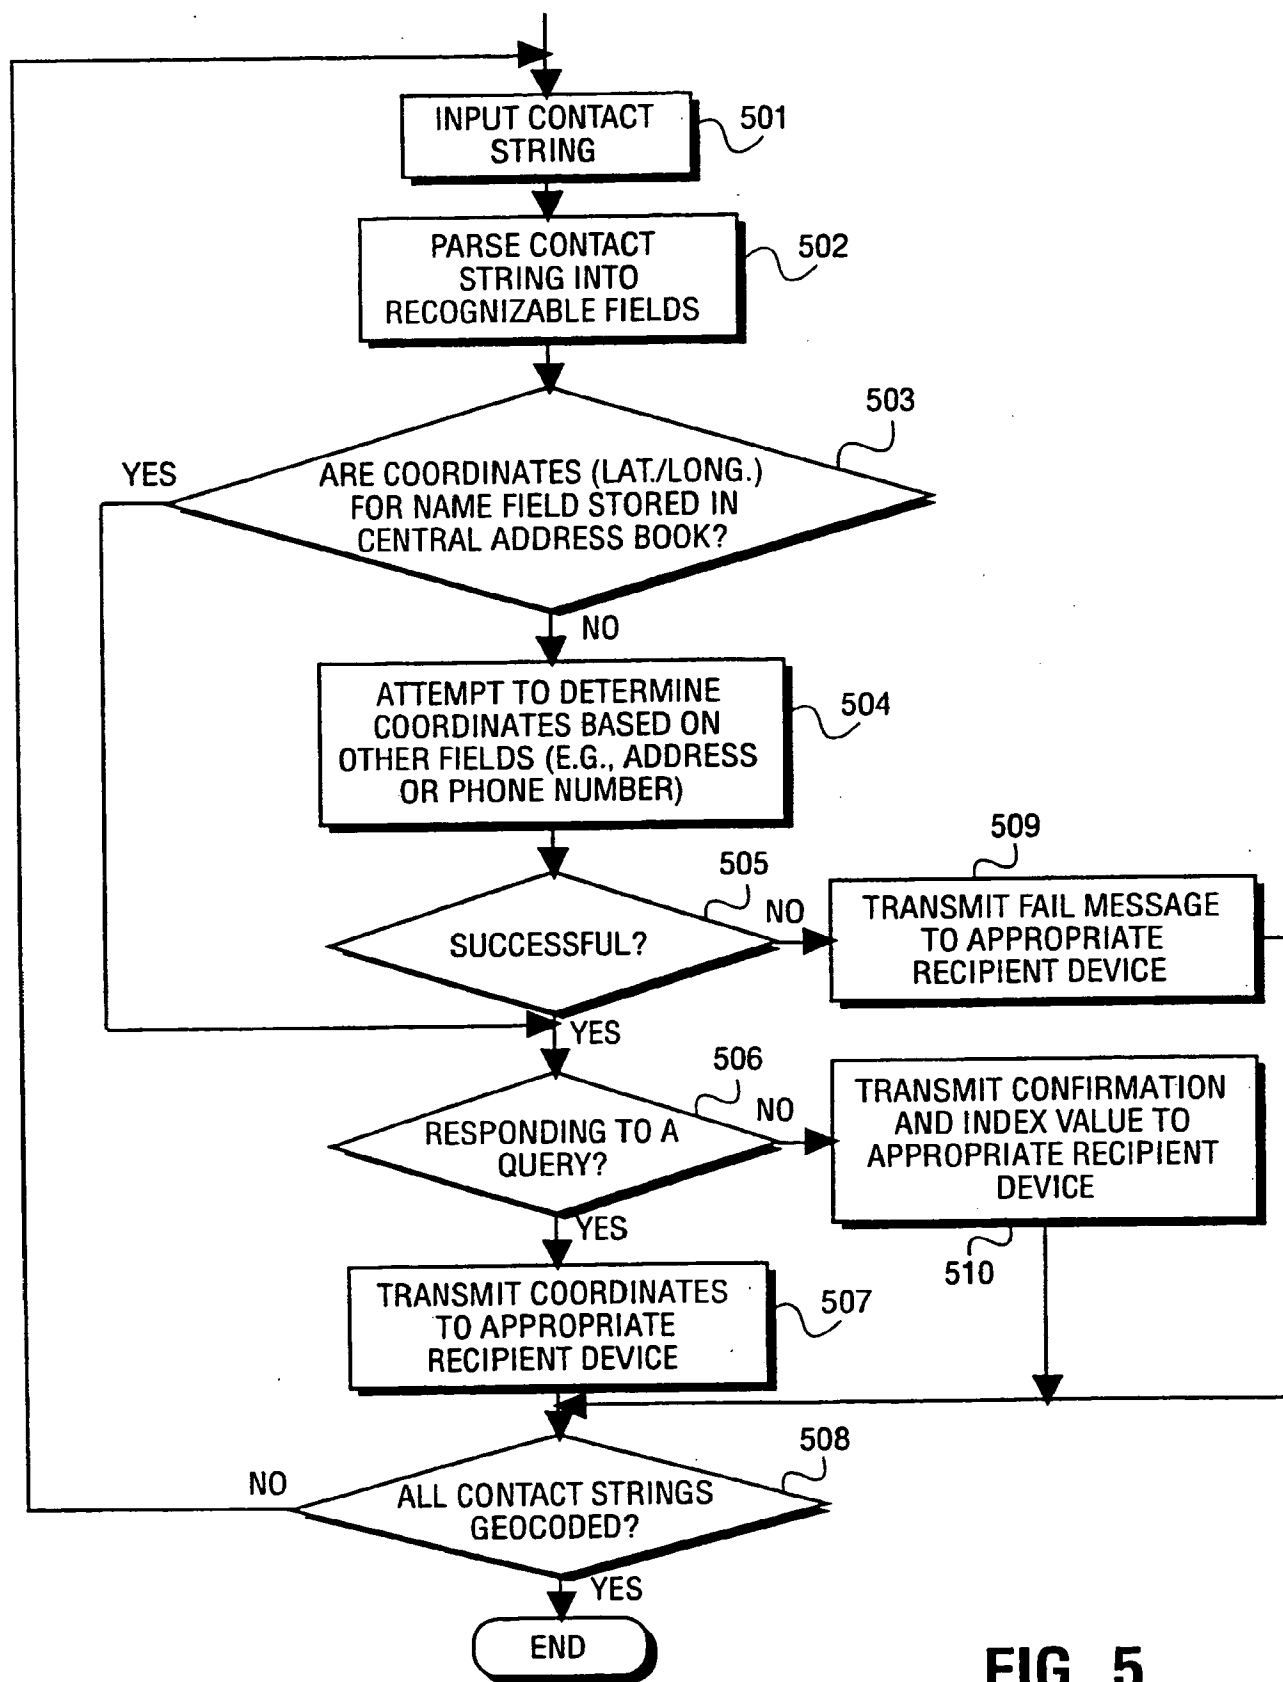 INPUT CONTACT
STRING
501
PARSE CONTACT
STRING INTO
RECOGNIZABLE FIELDS
502
503
YES
ARE COORDINATES (LAT./LONG.)
FOR NAME FIELD STORED IN
CENTRAL ADDRESS BOOK?
NO
ATTEMPT TO DETERMINE
COORDINATES BASED ON
OTHER FIELDS (E.G., ADDRESS
OR PHONE NUMBER)
504
505
SUCCESSFUL?
NO
509
TRANSMIT FAIL MESSAGE
TO APPROPRIATE
RECIPIENT DEVICE
YES
506
RESPONDING TO A
QUERY?
NO
TRANSMIT CONFIRMATION
AND INDEX VALUE TO
APPROPRIATE RECIPIENT
DEVICE
510
YES
TRANSMIT COORDINATES
TO APPROPRIATE
RECIPIENT DEVICE
507
508
NO
ALL CONTACT STRINGS
GEOCODED?
YES
END
FIG. 5